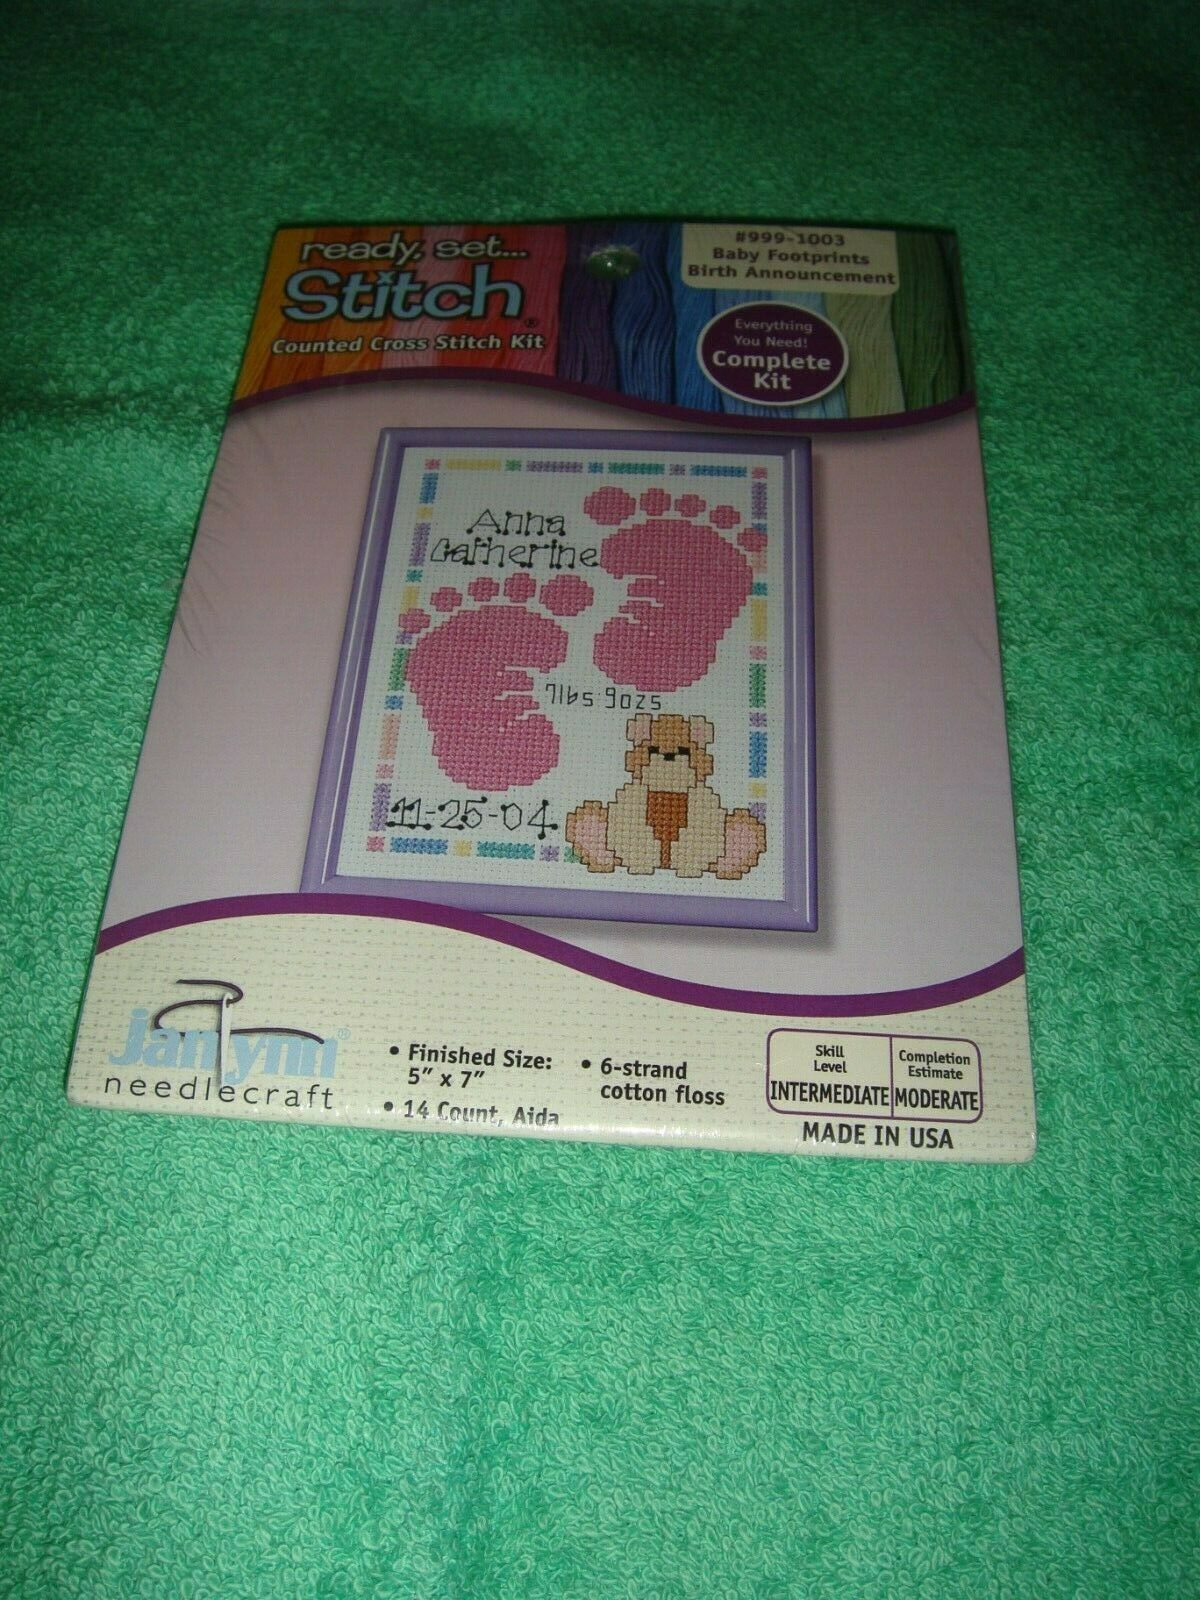 ready, set...
Stitch®
Counted Cross Stitch Kit
#999-1003
Baby Footprints
Birth Announcement
Everything
You Need!
Complete
Kit
Anna
Catherine
7lbs 9ozs
11-25-04
janlynn®
needlecraft
• Finished Size:
5" x 7"
• 14 Count, Aida
• 6-strand
cotton floss
Skill
Level
INTERMEDIATE
Completion
Estimate
MODERATE
MADE IN USA